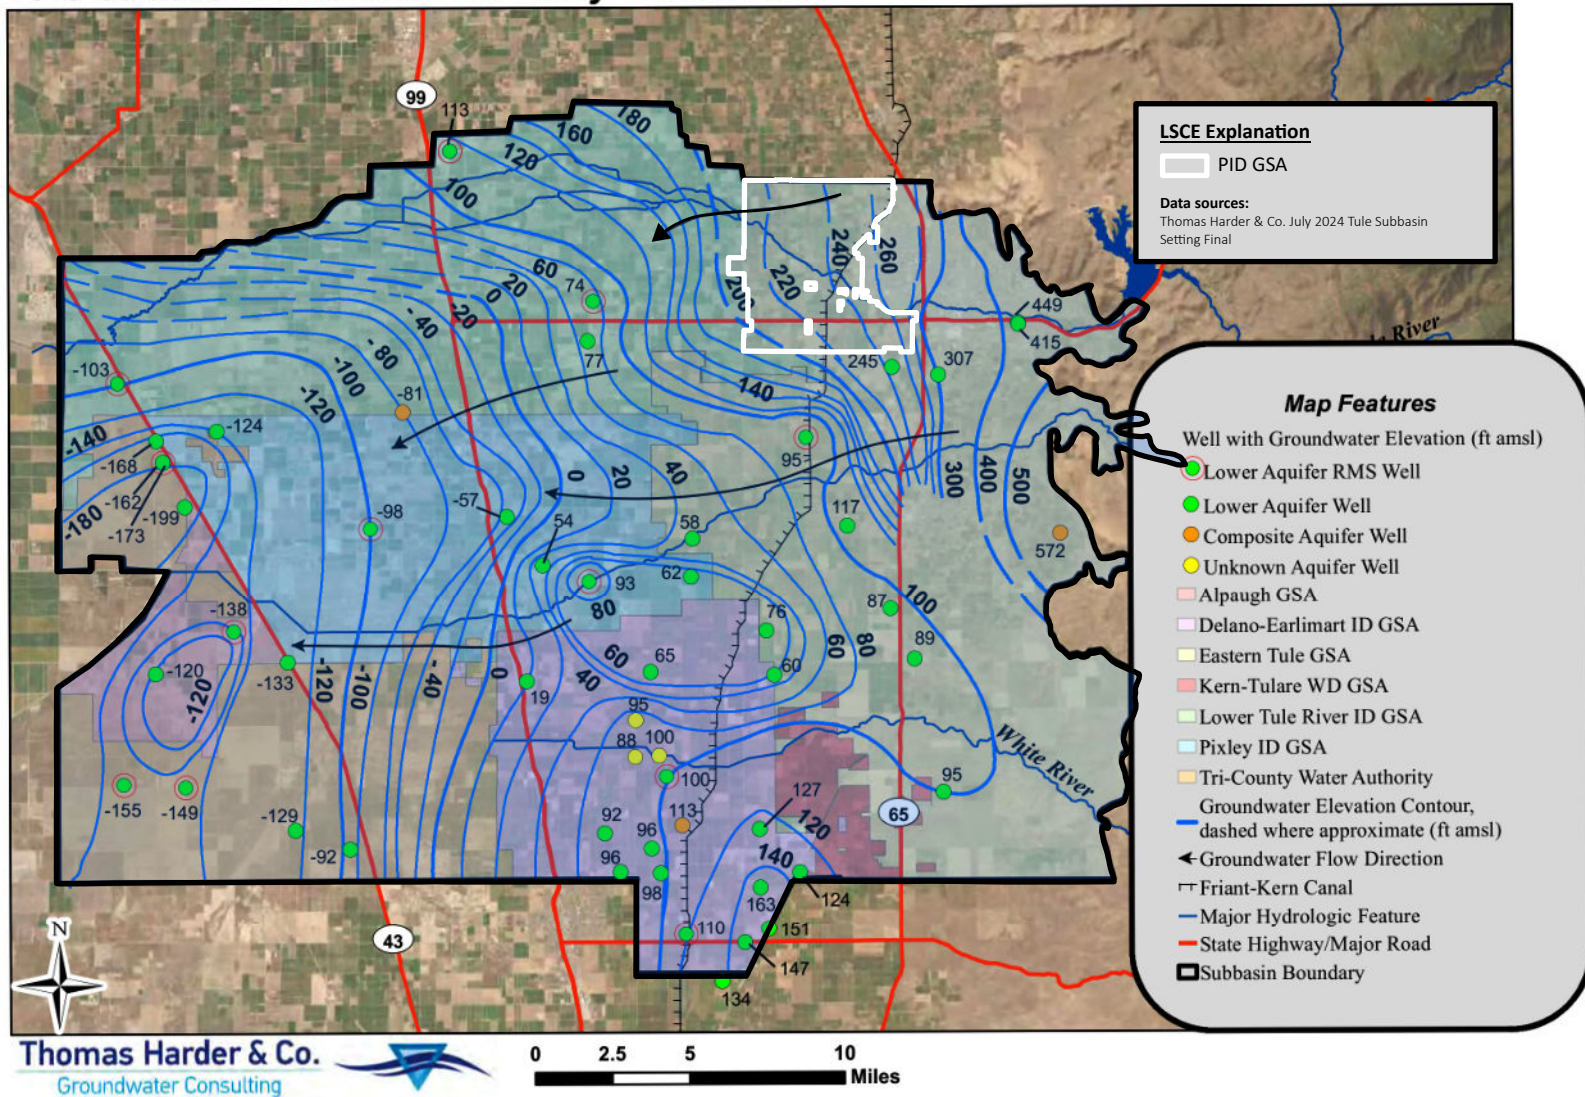 99
113
180
160
120
100
LSCE Explanation
PID GSA
Data sources:
Thomas Harder & Co. July 2024 Tule Subbasin
Setting Final
240
260
220
200
60
74
20
0
-20
-40
-80
-100
-120
77
140
245
307
449
415
River
-103
-81
-124
-140
-168
-162
-173
-180
-199
-98
-57
0
20
40
54
58
95
117
300
400
500
572
93
62
80
-138
-120
-120
-133
-120
-100
-40
0
19
60
40
65
76
60
60
80
87
89
100
95
88
100
100
White River
95
-155
-149
-129
-92
92
96
96
98
113
127
120
140
124
163
110
151
147
134
65
43
N
Map Features
Well with Groundwater Elevation (ft amsl)
Lower Aquifer RMS Well
Lower Aquifer Well
Composite Aquifer Well
Unknown Aquifer Well
Alpaugh GSA
Delano-Earlimart ID GSA
Eastern Tule GSA
Kern-Tulare WD GSA
Lower Tule River ID GSA
Pixley ID GSA
Tri-County Water Authority
Groundwater Elevation Contour,
dashed where approximate (ft amsl)
Groundwater Flow Direction
Friant-Kern Canal
Major Hydrologic Feature
State Highway/Major Road
Subbasin Boundary
Thomas Harder & Co.
Groundwater Consulting
0 2.5 5 10
Miles